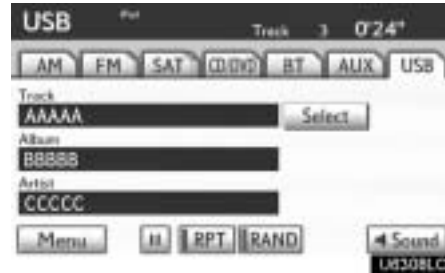 USB
Track 3 0'24"
AM FM SAT CD/DVD BT AUX USB
Track
AAAAA Select
Album
BBBBB
Artist
CCCCC
Menu II RPT RAND Sound
U8308LC